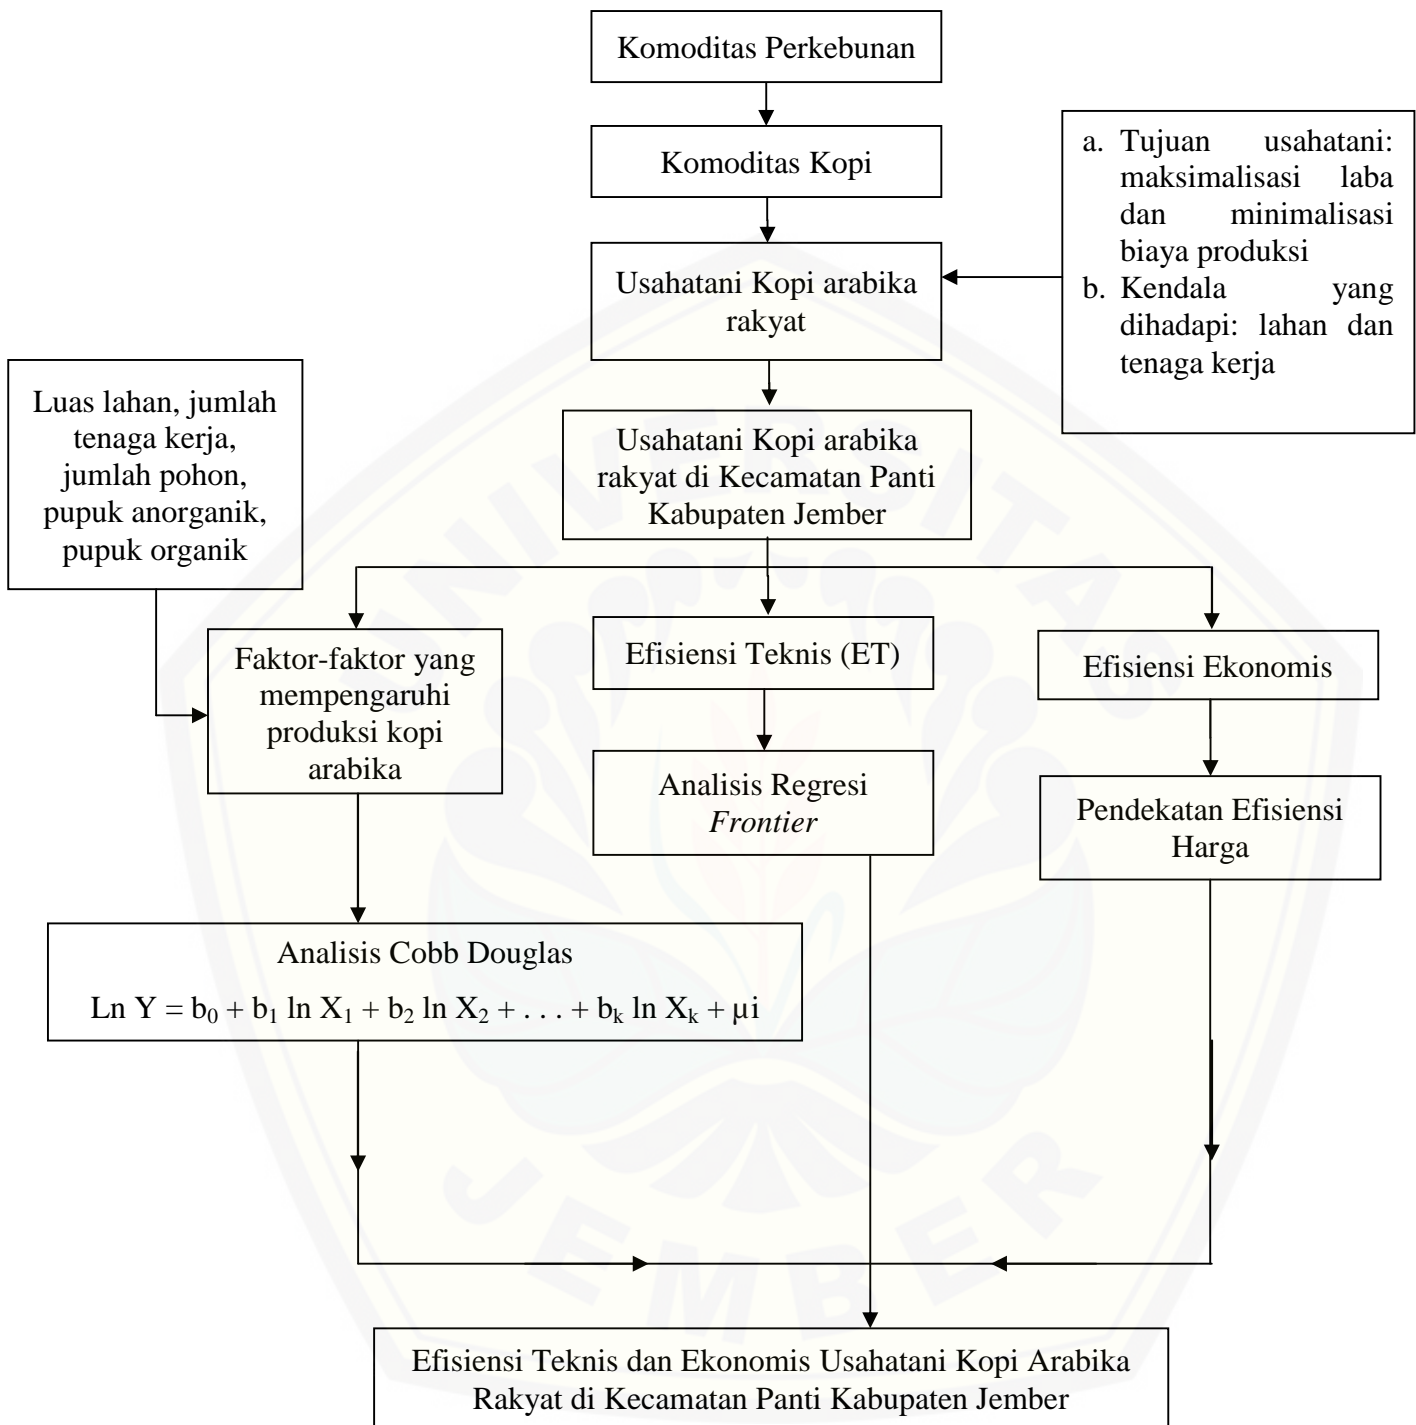 Komoditas Perkebunan
Komoditas Kopi
a. Tujuan usahatani:
maksimalisasi laba
dan minimalisasi
biaya produksi
b. Kendala yang
dihadapi: lahan dan
tenaga kerja
Usahatani Kopi arabika
rakyat
Luas lahan, jumlah
tenaga kerja,
jumlah pohon,
pupuk anorganik,
pupuk organik
Usahatani Kopi arabika
rakyat di Kecamatan Panti
Kabupaten Jember
Faktor-faktor yang
mempengaruhi
produksi kopi
arabika
Efisiensi Teknis (ET)
Efisiensi Ekonomis
Analisis Regresi
Frontier
Pendekatan Efisiensi
Harga
Analisis Cobb Douglas
Ln Y = b₀ + b₁ ln X₁ + b₂ ln X₂ + . . . + bₖ ln Xₖ + µi
Efisiensi Teknis dan Ekonomis Usahatani Kopi Arabika
Rakyat di Kecamatan Panti Kabupaten Jember
UNIVERSITAS
JEMBER